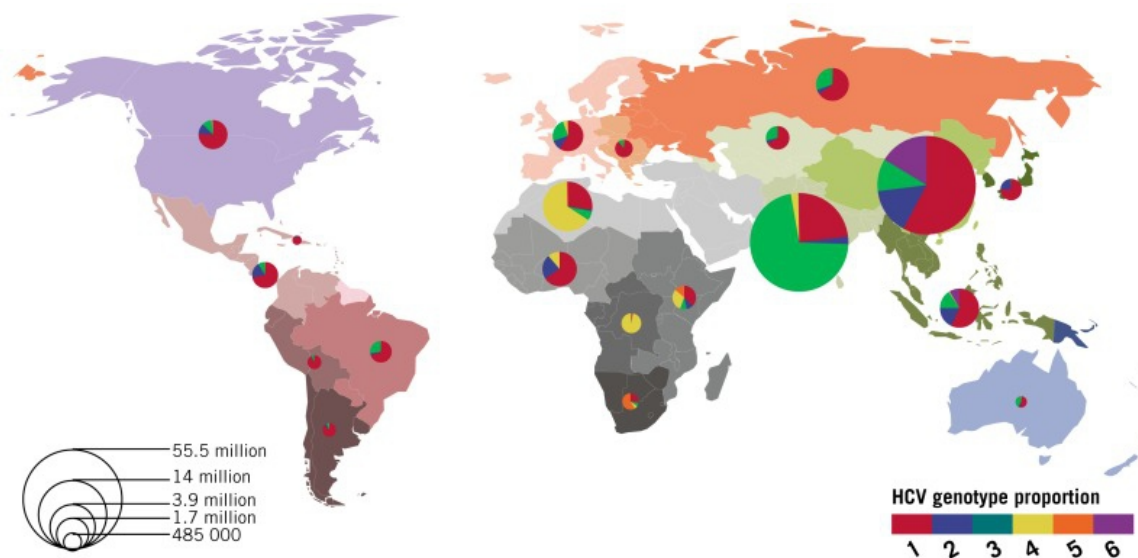 55.5 million
14 million
3.9 million
1.7 million
485 000
HCV genotype proportion
1 2 3 4 5 6